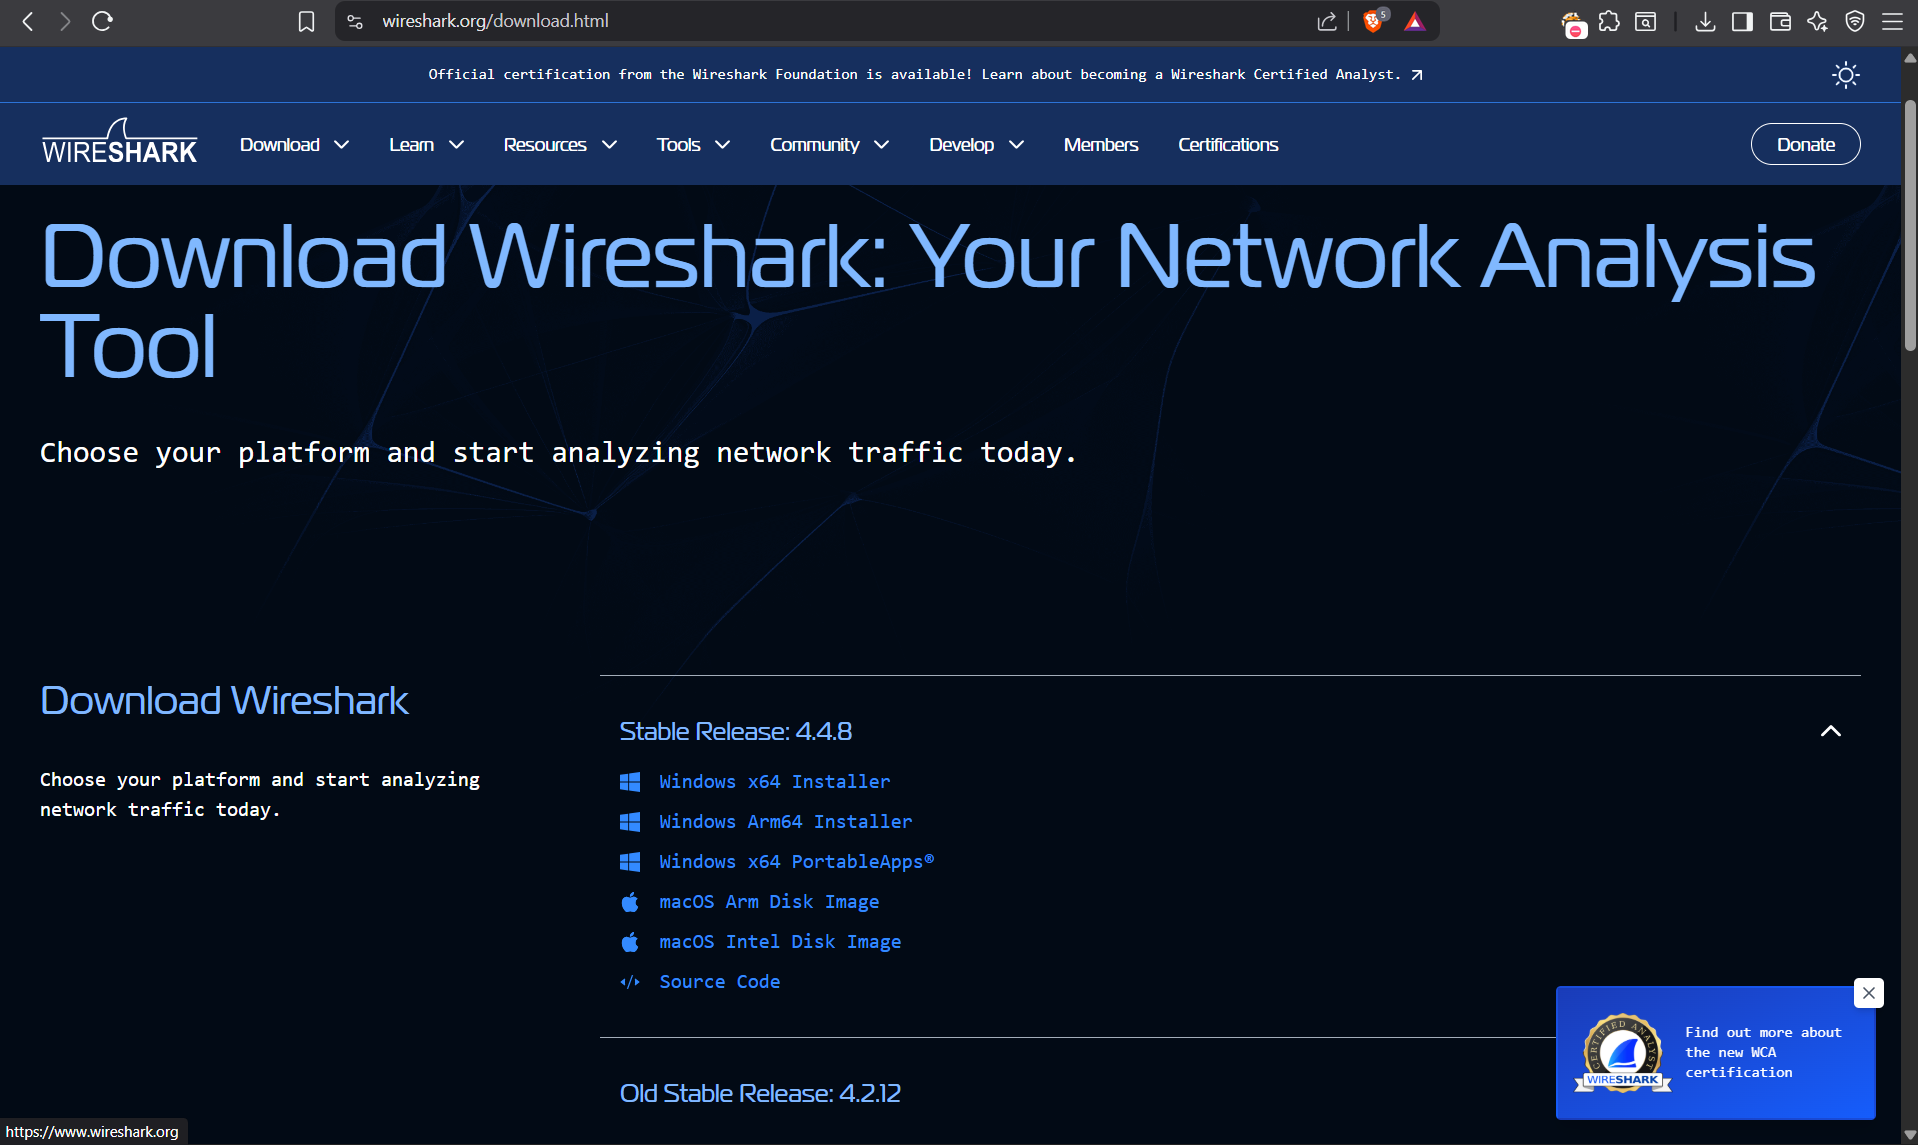 wireshark.org/download.html
5
Official certification from the Wireshark Foundation is available! Learn about becoming a Wireshark Certified Analyst.
WIRESHARK
Download
Learn
Resources
Tools
Community
Develop
Members
Certifications
Donate
Download Wireshark: Your Network Analysis
Tool
Choose your platform and start analyzing network traffic today.
Download Wireshark
Choose your platform and start analyzing
network traffic today.
Stable Release: 4.4.8
Windows x64 Installer
Windows Arm64 Installer
Windows x64 PortableApps®
macOS Arm Disk Image
macOS Intel Disk Image
Source Code
Old Stable Release: 4.2.12
CERTIFIED ANALYST
WIRESHARK
Find out more about
the new WCA
certification
https://www.wireshark.org